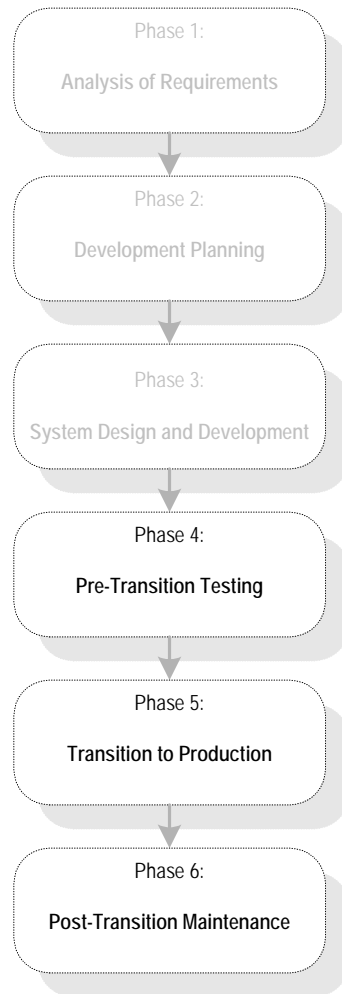 Phase 1:
Analysis of Requirements
Phase 2:
Development Planning
Phase 3:
System Design and Development
Phase 4:
Pre-Transition Testing
Phase 5:
Transition to Production
Phase 6:
Post-Transition Maintenance